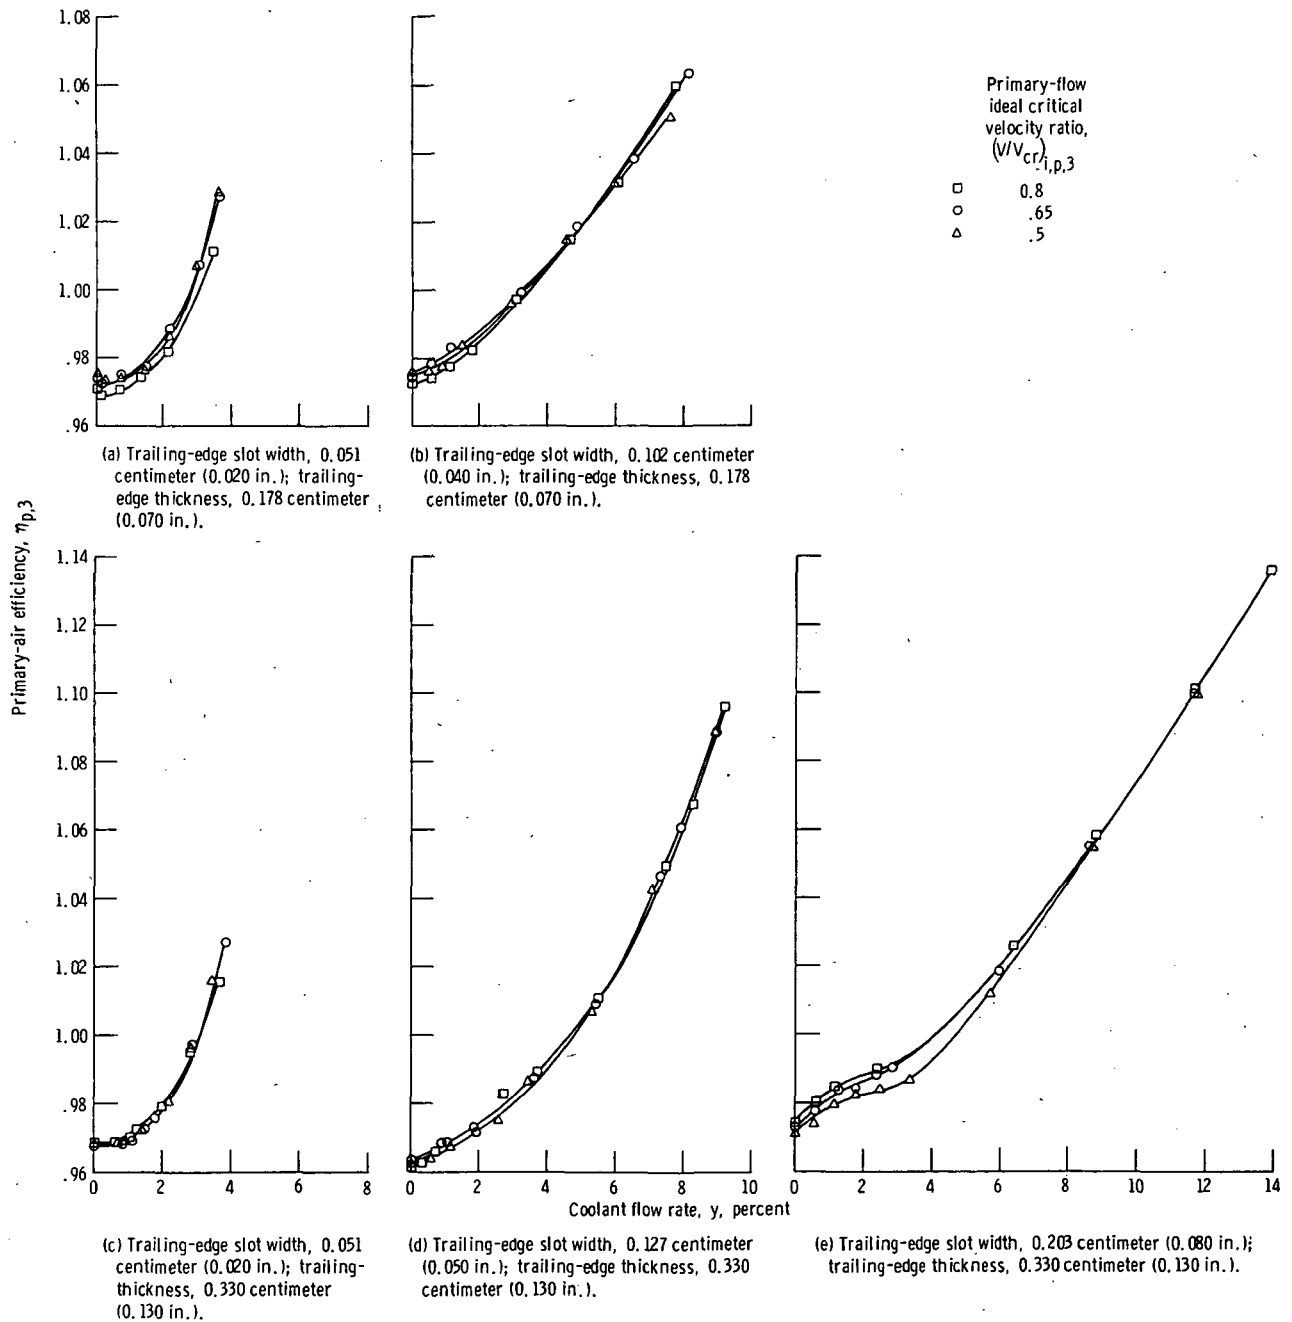 1.08
1.06
1.04
1.02
1.00
.98
.96
Primary-flow
ideal critical
velocity ratio,
(V/Vcr)i,p,3
0.8
.65
.5
(a) Trailing-edge slot width, 0.051
centimeter (0.020 in.); trailing-
edge thickness, 0.178 centimeter
(0.070 in.).
(b) Trailing-edge slot width, 0.102 centimeter
(0.040 in.); trailing-edge thickness, 0.178
centimeter (0.070 in.).
Primary-air efficiency, ηp,3
1.14
1.12
1.10
1.08
1.06
1.04
1.02
1.00
.98
.96
0 2 4 6 8
0 2 4 6 8 10
0 2 4 6 8 10 12 14
Coolant flow rate, y, percent
(c) Trailing-edge slot width, 0.051
centimeter (0.020 in.); trailing-
thickness, 0.330 centimeter
(0.130 in.).
(d) Trailing-edge slot width, 0.127 centimeter
(0.050 in.); trailing-edge thickness, 0.330
centimeter (0.130 in.).
(e) Trailing-edge slot width, 0.203 centimeter (0.080 in.);
trailing-edge thickness, 0.330 centimeter (0.130 in.).